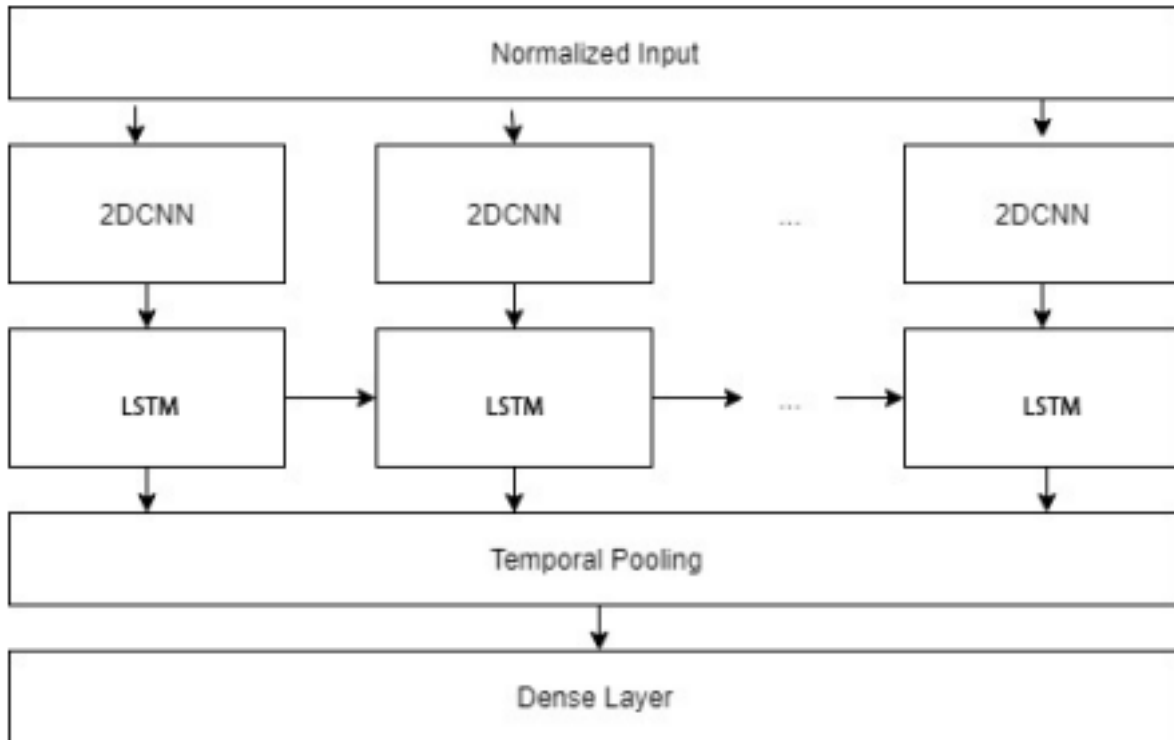 Normalized Input
2DCNN 2DCNN ... 2DCNN
LSTM LSTM ... LSTM
Temporal Pooling
Dense Layer